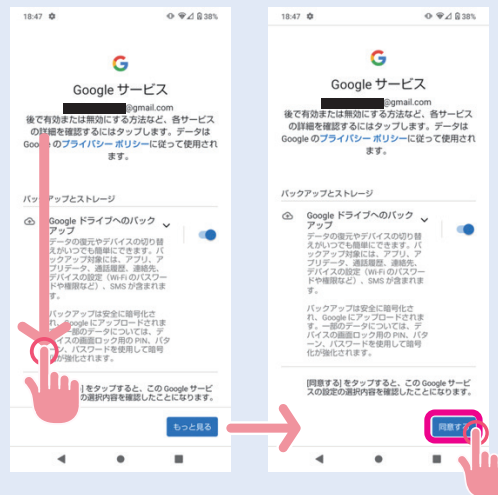 18:47 38%
Google サービス
@gmail.com
後で有効または無効にする方法など、各サービス
の詳細を確認するにはタップします。データは
Google のプライバシー ポリシーに従って使用され
ます。
バックアップとストレージ
Google ドライブへのバック
アップ
データの復元やデバイスの切り替
えがいつでも簡単にできます。バ
ックアップ対象には、アプリ、ア
プリデータ、通話履歴、連絡先、
デバイスの設定（Wi-Fi のパスワー
ドや権限など）、SMS が含まれま
す。
バックアップは安全に暗号化さ
れ、Google にアップロードされま
一部のデータについては、デ
バイスの画面ロック用の PIN、パタ
ーン、パスワードを使用して暗号
化が強化されます。
] をタップすると、この Google サービ
の選択内容を確認したことになります。
もっと見る
18:47 38%
Google サービス
@gmail.com
後で有効または無効にする方法など、各サービス
の詳細を確認するにはタップします。データは
Google のプライバシー ポリシーに従って使用され
ます。
バックアップとストレージ
Google ドライブへのバック
アップ
データの復元やデバイスの切り替
えがいつでも簡単にできます。バ
ックアップ対象には、アプリ、ア
プリデータ、通話履歴、連絡先、
デバイスの設定（Wi-Fi のパスワー
ドや権限など）、SMS が含まれま
す。
バックアップは安全に暗号化さ
れ、Google にアップロードされま
す。一部のデータについては、デ
バイスの画面ロック用の PIN、パタ
ーン、パスワードを使用して暗号
化が強化されます。
[同意する] をタップすると、この Google サービ
スの設定の選択内容を確認したことになります。
同意する